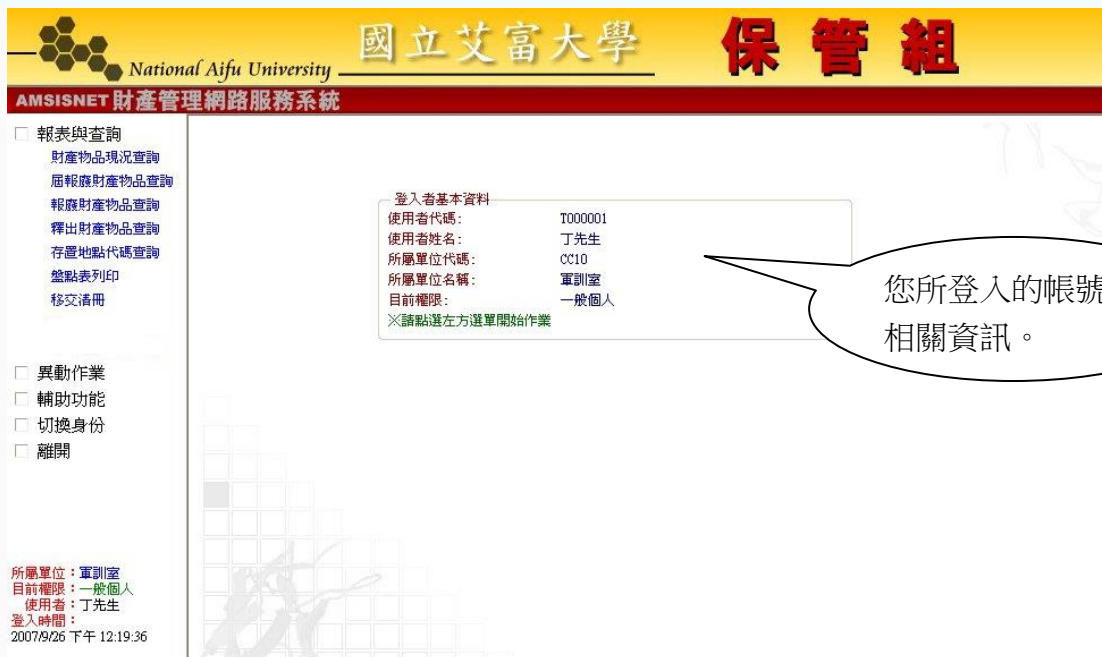 National Aifu University
國立艾富大學
保管組
AMSISNET財產管理網路服務系統
報表與查詢
財產物品現況查詢
屆報廢財產物品查詢
報廢財產物品查詢
釋出財產物品查詢
存置地點代碼查詢
盤點表列印
移交清冊
異動作業
輔助功能
切換身份
離開
所屬單位：軍訓室
目前權限：一般個人
使用者：丁先生
登入時間：
2007/9/26 下午 12:19:36
登入者基本資料
使用者代碼： T000001
使用者姓名： 丁先生
所屬單位代碼： CC10
所屬單位名稱： 軍訓室
目前權限： 一般個人
※請點選左方選單開始作業
您所登入的帳號
相關資訊。